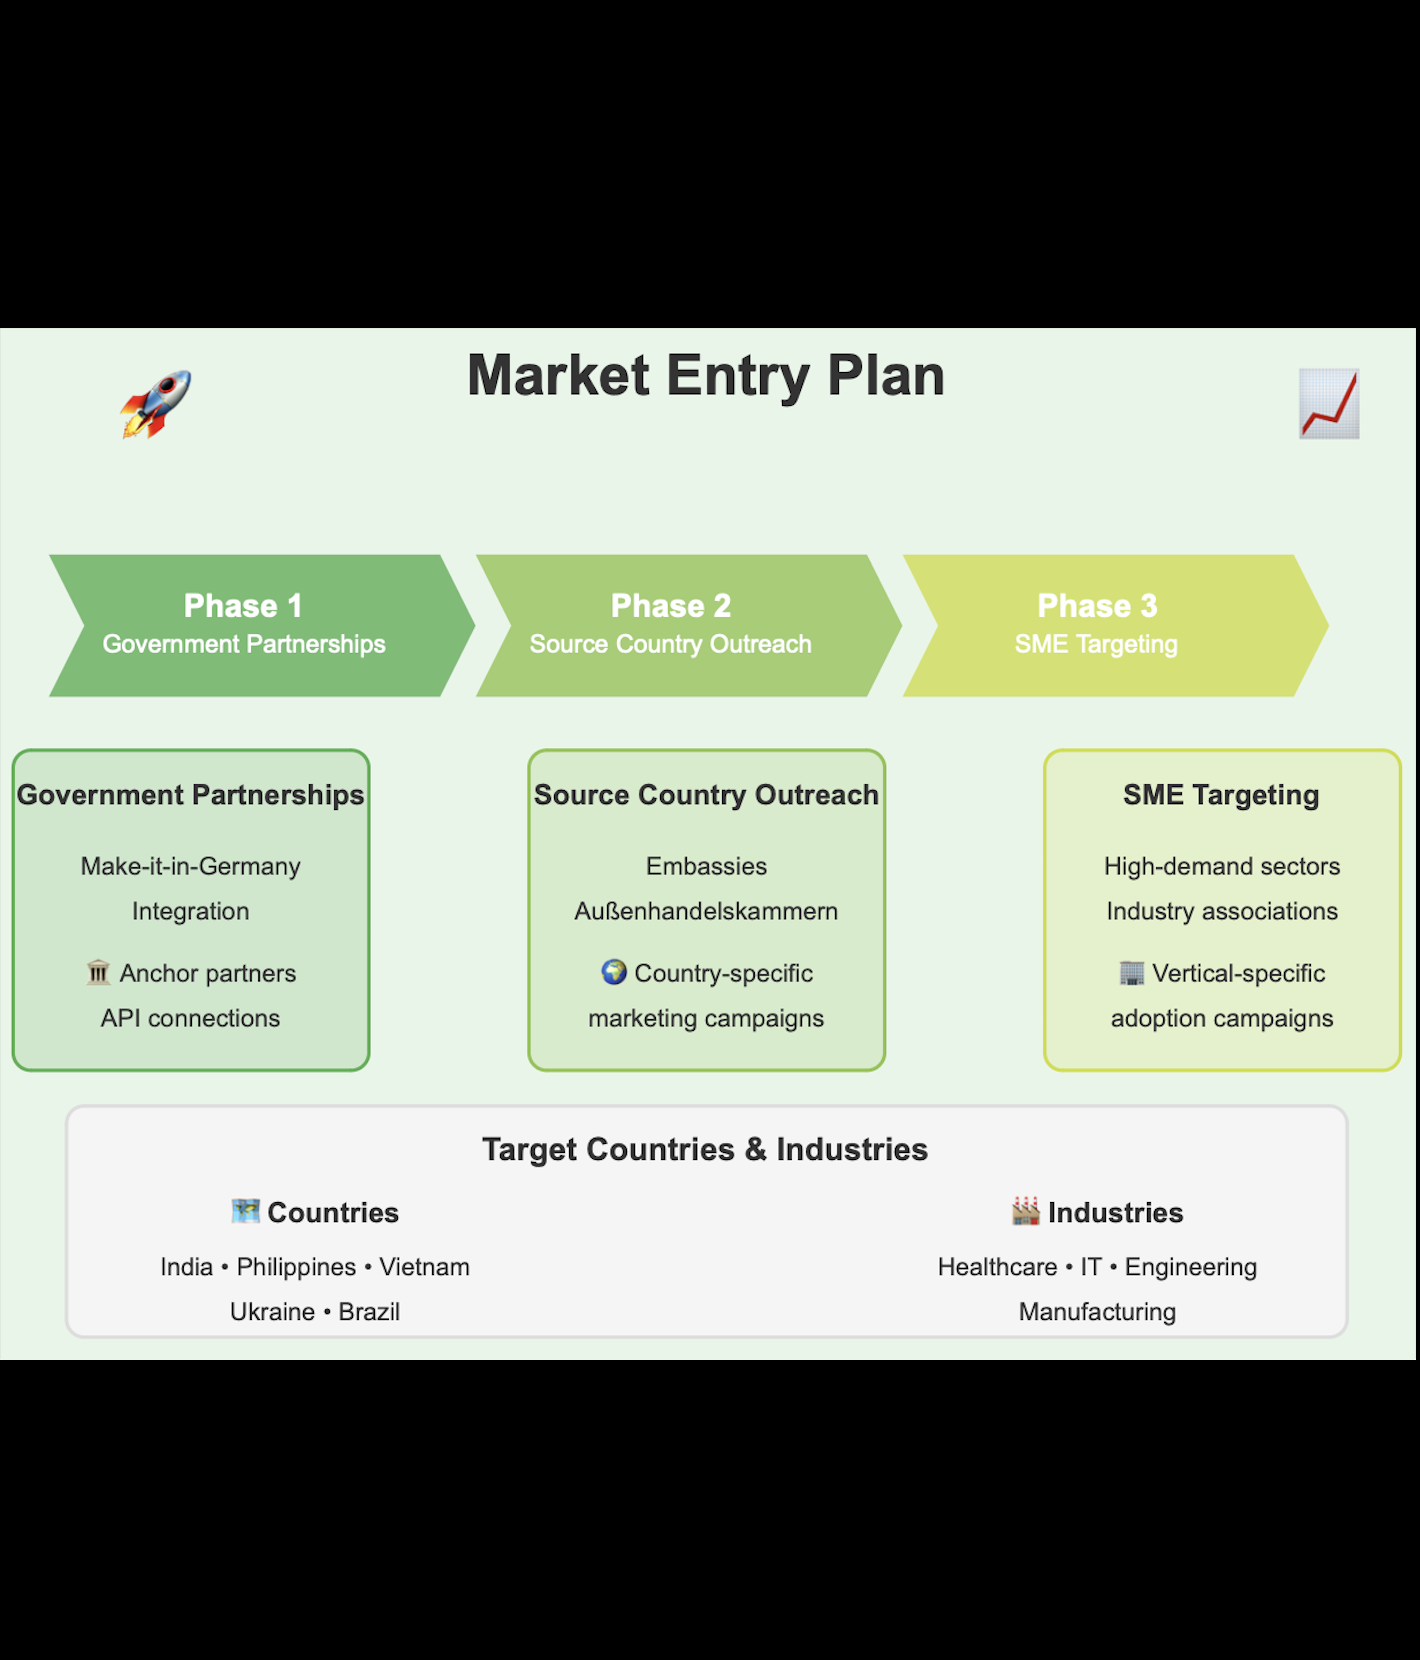 Market Entry Plan
Phase 1
Government Partnerships
Phase 2
Source Country Outreach
Phase 3
SME Targeting
Government Partnerships
Make-it-in-Germany
Integration
🏛️ Anchor partners
API connections
Source Country Outreach
Embassies
Außenhandelskammern
🌍 Country-specific
marketing campaigns
SME Targeting
High-demand sectors
Industry associations
🏢 Vertical-specific
adoption campaigns
Target Countries & Industries
🗺️ Countries
India • Philippines • Vietnam
Ukraine • Brazil
🏭 Industries
Healthcare • IT • Engineering
Manufacturing